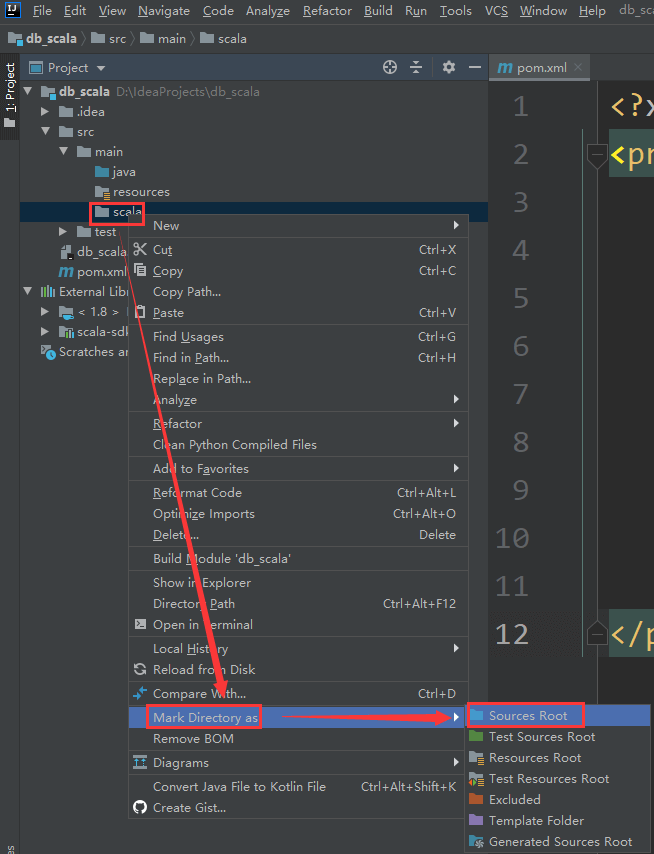 File Edit View Navigate Code Analyze Refactor Build Run Tools VCS Window Help db_sc
db_scala src main scala
1: Project
Project
pom.xml
db_scala D:\IdeaProjects\db_scala
.idea
src
main
java
resources
scala
test
db_scala
pom.xml
External Lib
< 1.8 >
scala-sdk
Scratches an
New
Cut Ctrl+X
Copy Ctrl+C
Copy Path...
Paste Ctrl+V
Find Usages Ctrl+G
Find in Path... Ctrl+H
Replace in Path...
Analyze
Refactor
Clean Python Compiled Files
Add to Favorites
Reformat Code Ctrl+Alt+L
Optimize Imports Ctrl+Alt+O
Delete... Delete
Build Module 'db_scala'
Show in Explorer
Directory Path Ctrl+Alt+F12
Open in Terminal
Local History
Reload from Disk
Compare With... Ctrl+D
Mark Directory as
Remove BOM
Diagrams
Convert Java File to Kotlin File Ctrl+Alt+Shift+K
Create Gist...
Sources Root
Test Sources Root
Resources Root
Test Resources Root
Excluded
Template Folder
Generated Sources Root
1 <?x
2 <pr
3
4
5
6
7
8
9
10
11
12 </p